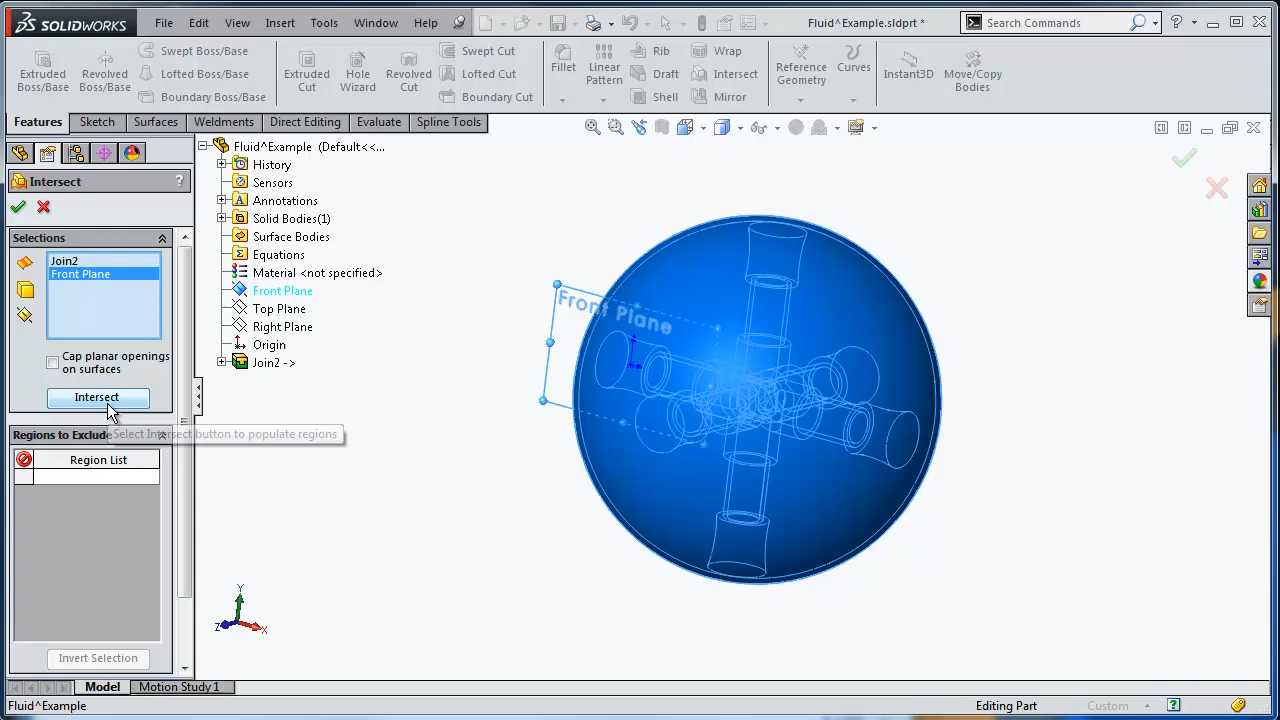 SOLIDWORKS File Edit View Insert Tools Window Help Fluid^Example.sldprt * Search Commands
Extruded Boss/Base
Revolved Boss/Base
Swept Boss/Base
Lofted Boss/Base
Boundary Boss/Base
Extruded Cut
Hole Wizard
Revolved Cut
Swept Cut
Lofted Cut
Boundary Cut
Fillet
Linear Pattern
Rib
Draft
Shell
Wrap
Intersect
Mirror
Reference Geometry
Curves
Instant3D
Move/Copy Bodies
Features Sketch Surfaces Weldments Direct Editing Evaluate Spline Tools
Intersect ?
Selections
Join2
Front Plane
Cap planar openings
on surfaces
Intersect
Select Intersect button to populate regions
Regions to Exclude
Region List
Invert Selection
Fluid^Example (Default<<...
History
Sensors
Annotations
Solid Bodies(1)
Surface Bodies
Equations
Material <not specified>
Front Plane
Top Plane
Right Plane
Origin
Join2 ->
Front Plane
Y
Z
X
Model Motion Study 1
Fluid^Example Editing Part Custom